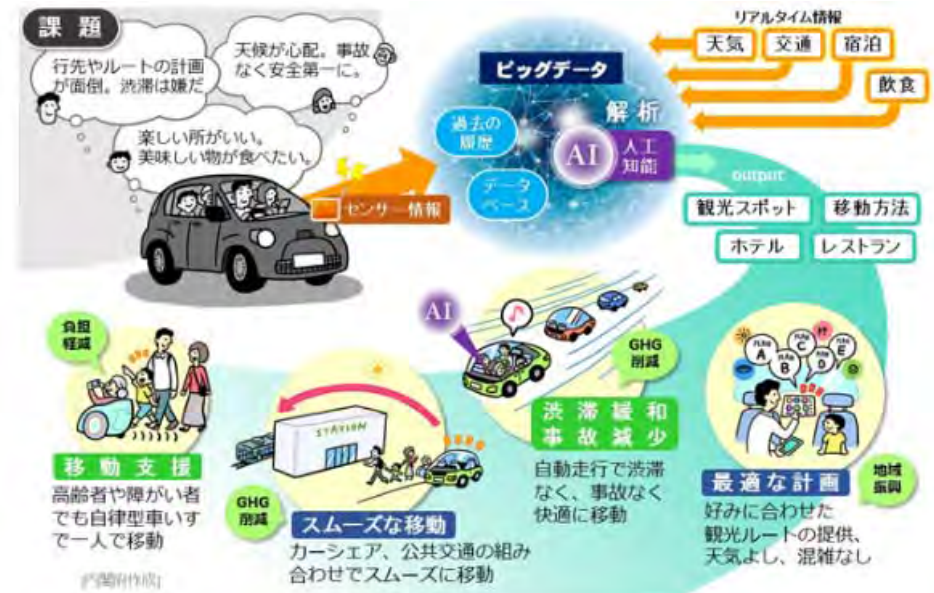 課題
行先やルートの計画
が面倒。渋滞は嫌だ
天候が心配。事故
なく安全第一に。
楽しい所がいい。
美味しい物が食べたい。
センサー情報
ビッグデータ
過去の
履歴
データ
ベース
解析
AI
人工
知能
リアルタイム情報
天気
交通
宿泊
飲食
output
観光スポット
移動方法
ホテル
レストラン
負担
軽減
移動支援
高齢者や障がい者
でも自律型車いす
で一人で移動
STATION
GHG
削減
スムーズな移動
カーシェア、公共交通の組み
合わせでスムーズに移動
AI
GHG
削減
渋滞緩和
事故減少
自動走行で渋滞
なく、事故なく
快適に移動
PLAN
A
PLAN
B
PLAN
C
PLAN
D
PLAN
E
最適な計画
地域
振興
好みに合わせた
観光ルートの提供、
天気よし、混雑なし
[内閣府作成]